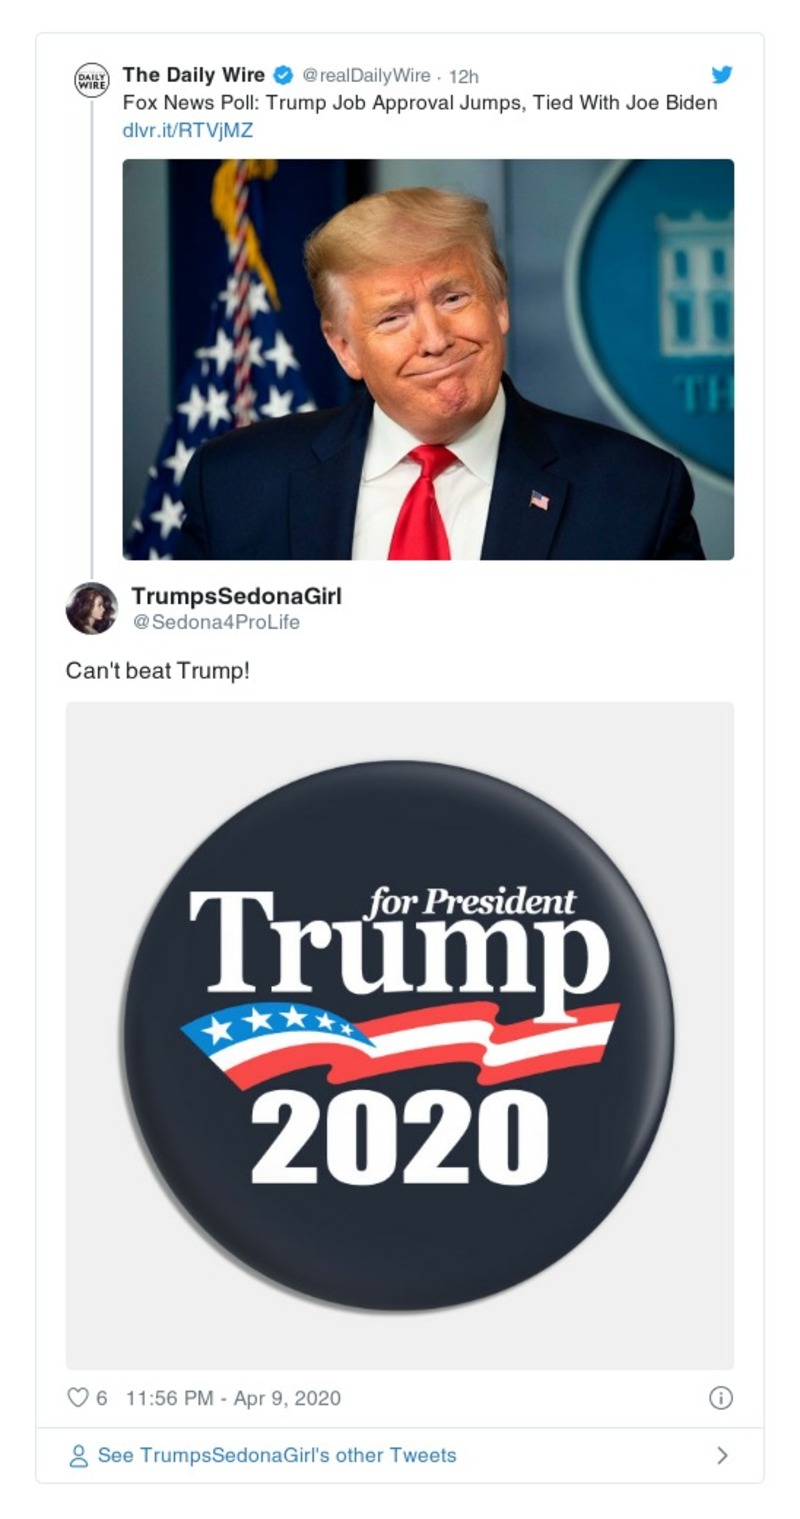 DAILY
WIRE
The Daily Wire @realDailyWire · 12h
Fox News Poll: Trump Job Approval Jumps, Tied With Joe Biden
dlvr.it/RTVjMZ
TH
TrumpsSedonaGirl
@Sedona4ProLife
Can't beat Trump!
for President
Trump
2020
6 11:56 PM - Apr 9, 2020
See TrumpsSedonaGirl's other Tweets